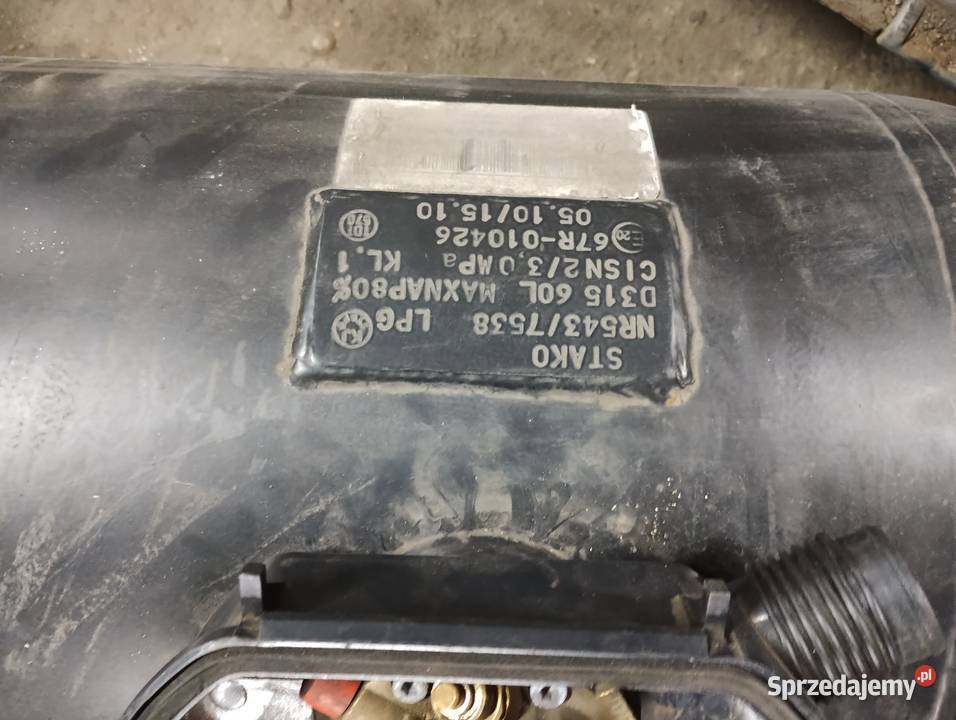 STAKO
NR543/7538 LPG
D315 60L MAXNAP80%
CISN2/3,0MPa KL.1
E20 67R-010426
05.10/15.10
Sprzedajemy.pl